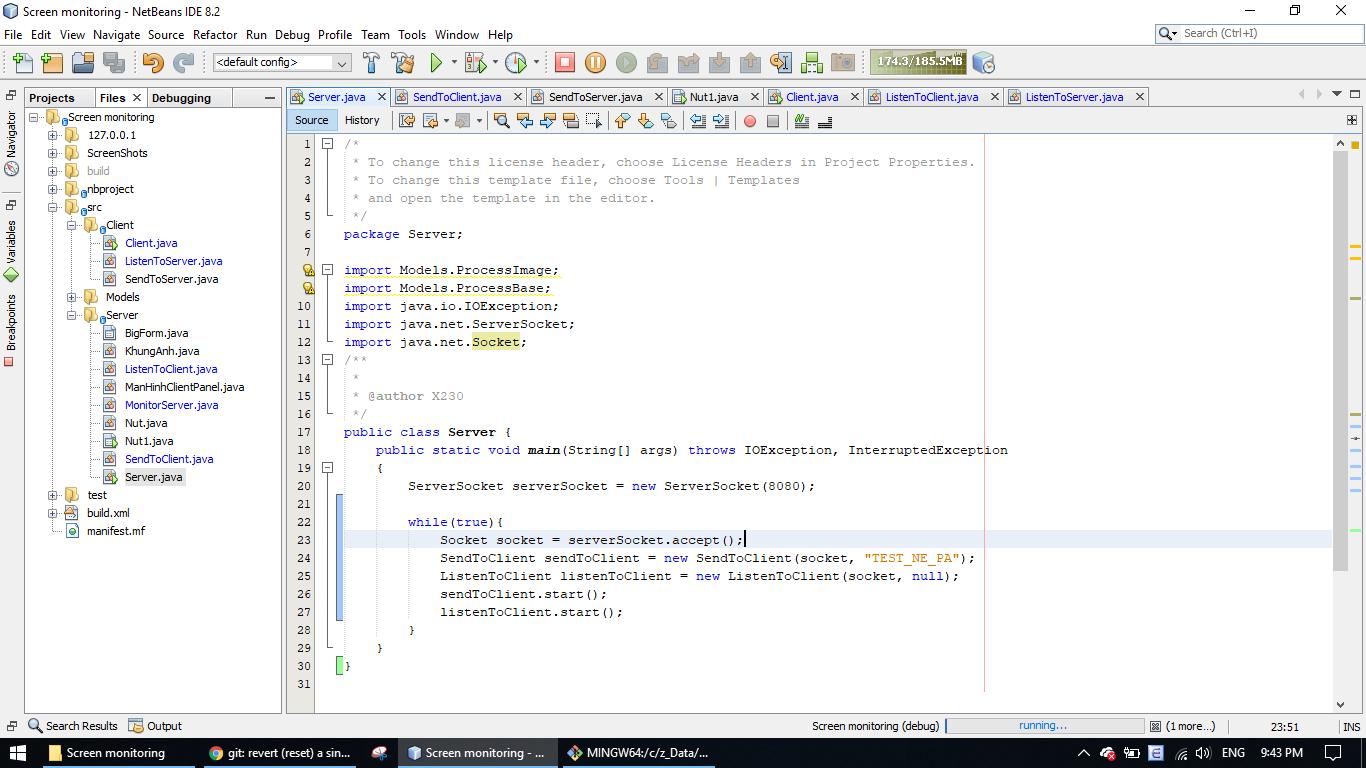 Screen monitoring - NetBeans IDE 8.2
File Edit View Navigate Source Refactor Run Debug Profile Team Tools Window Help
Search (Ctrl+I)
<default config>
174.3/185.5MB
Projects Files Debugging
Server.java SendToClient.java SendToServer.java Nut1.java Client.java ListenToClient.java ListenToServer.java
Source History
Navigator
Variables
Breakpoints
Screen monitoring
127.0.0.1
ScreenShots
build
nbproject
src
Client
Client.java
ListenToServer.java
SendToServer.java
Models
Server
BigForm.java
KhungAnh.java
ListenToClient.java
ManHinhClientPanel.java
MonitorServer.java
Nut.java
Nut1.java
SendToClient.java
Server.java
test
build.xml
manifest.mf
1 /*
2 * To change this license header, choose License Headers in Project Properties.
3 * To change this template file, choose Tools | Templates
4 * and open the template in the editor.
5 */
6 package Server;
7
import Models.ProcessImage;
import Models.ProcessBase;
10 import java.io.IOException;
11 import java.net.ServerSocket;
12 import java.net.Socket;
13 /**
14 *
15 * @author X230
16 */
17 public class Server {
18 public static void main(String[] args) throws IOException, InterruptedException
19 {
20 ServerSocket serverSocket = new ServerSocket(8080);
21
22 while(true){
23 Socket socket = serverSocket.accept();
24 SendToClient sendToClient = new SendToClient(socket, "TEST_NE_PA");
25 ListenToClient listenToClient = new ListenToClient(socket, null);
26 sendToClient.start();
27 listenToClient.start();
28 }
29 }
30 }
31
Search Results Output
Screen monitoring (debug) running... (1 more...) 23:51 INS
Screen monitoring git: revert (reset) a sin... Screen monitoring - ... MINGW64:/c/z_Data/... ENG 9:43 PM